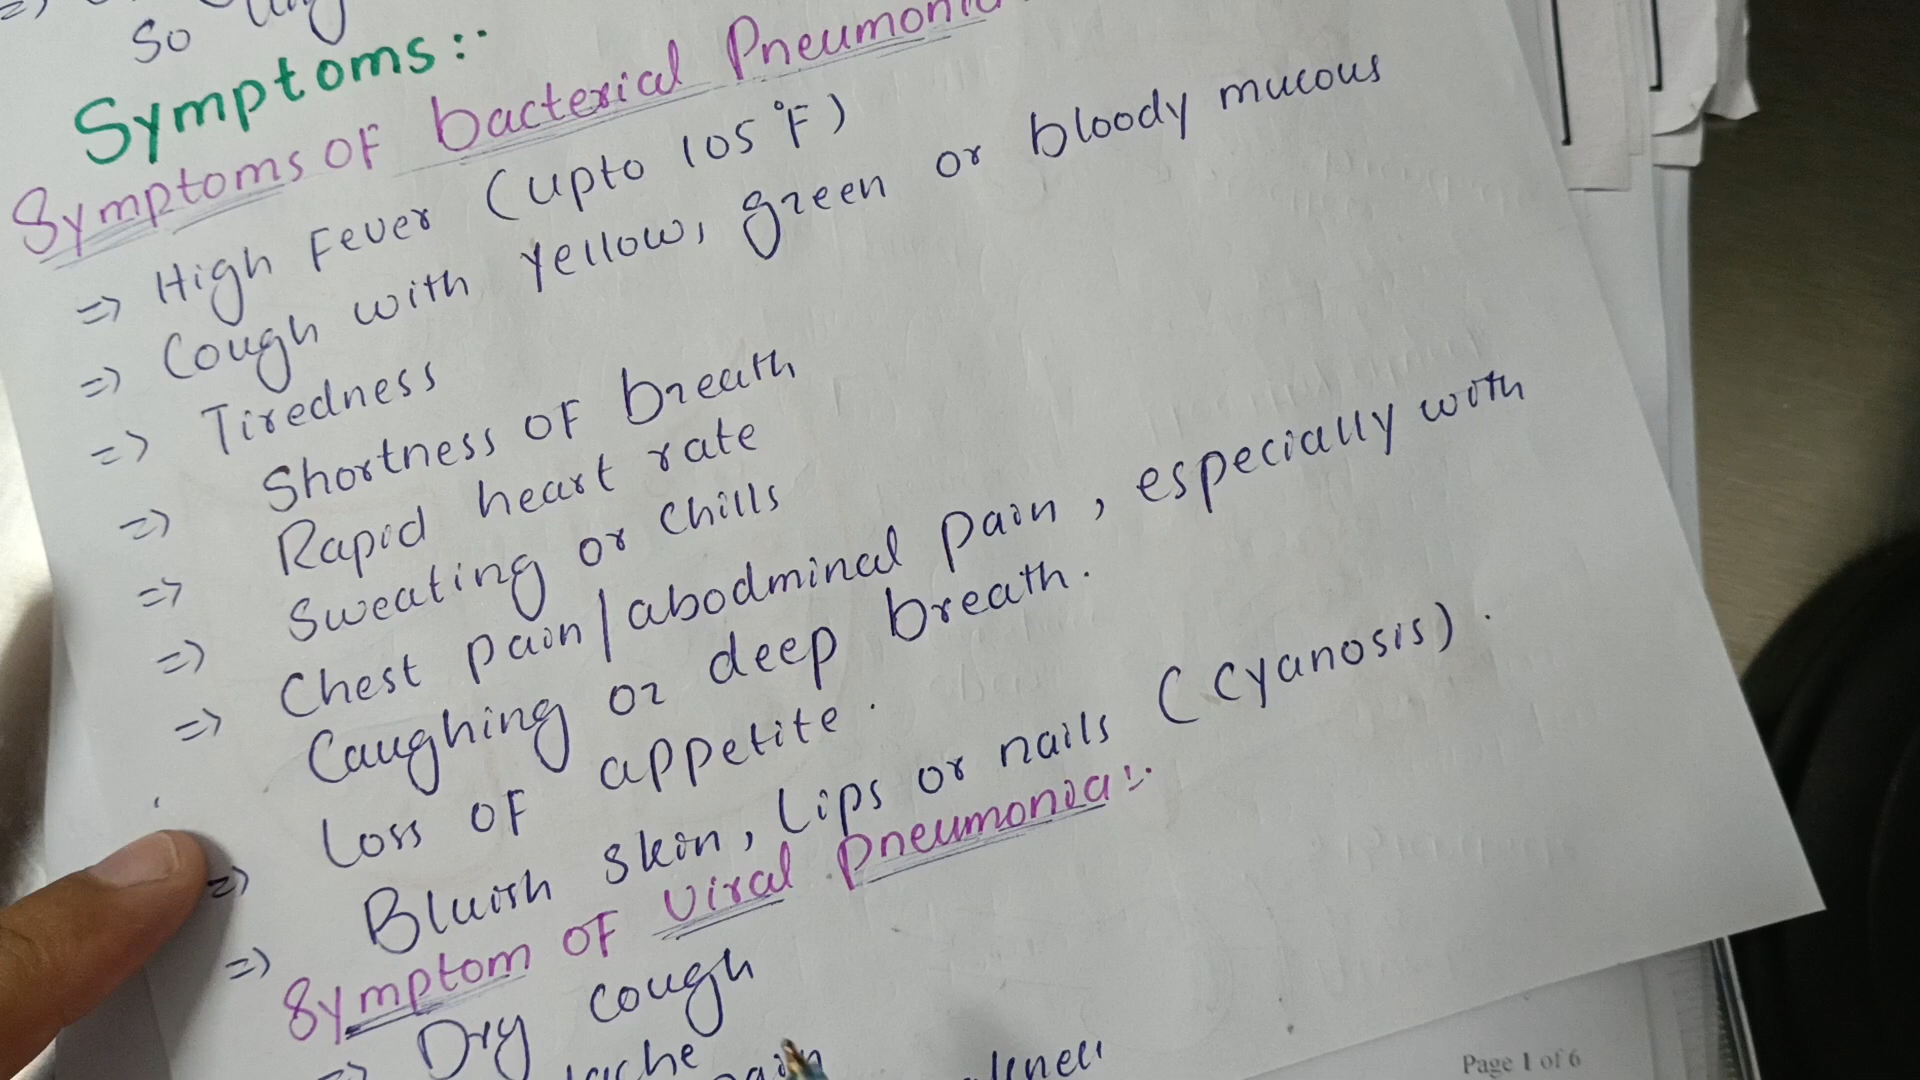 So
Symptoms:-
Symptoms OF bacterial Pneumonia
=> High Fever (upto 105°F)
=> Cough with yellow, green or bloody mucous
=> Tiredness
=> Shortness OF breath
=> Rapid heart rate
=> Sweating or chills
=> Chest pain/abodminal pain, especially with
Caughing or deep breath.
=> Loss OF appetite.
=> Bluish skin, Lips or nails (Cyanosis).
Symptom OF Viral Pneumonia:-
=> Dry cough
Page 1 of 6